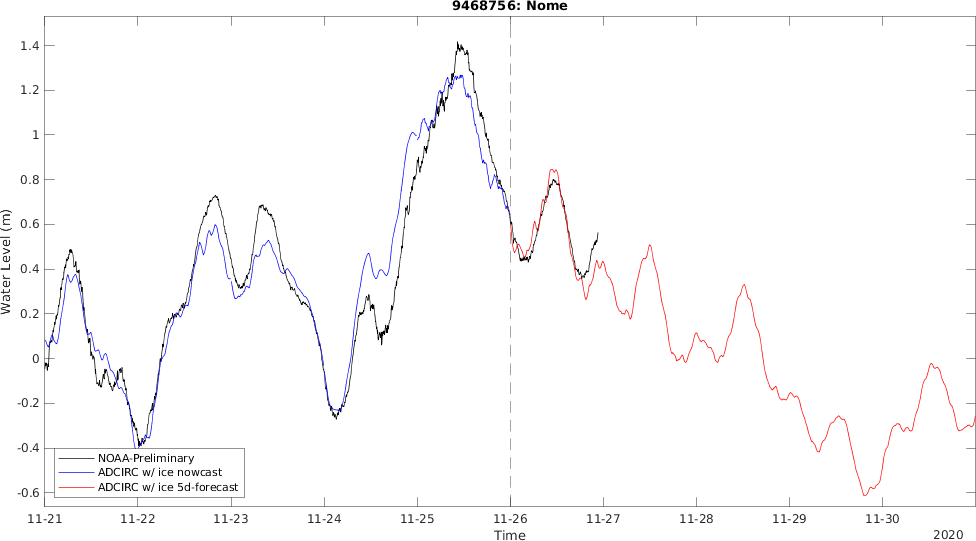 9468756: Nome
Water Level (m)
1.4
1.2
1
0.8
0.6
0.4
0.2
0
-0.2
-0.4
-0.6
NOAA-Preliminary
ADCIRC w/ ice nowcast
ADCIRC w/ ice 5d-forecast
11-21 11-22 11-23 11-24 11-25 11-26 11-27 11-28 11-29 11-30
Time
2020